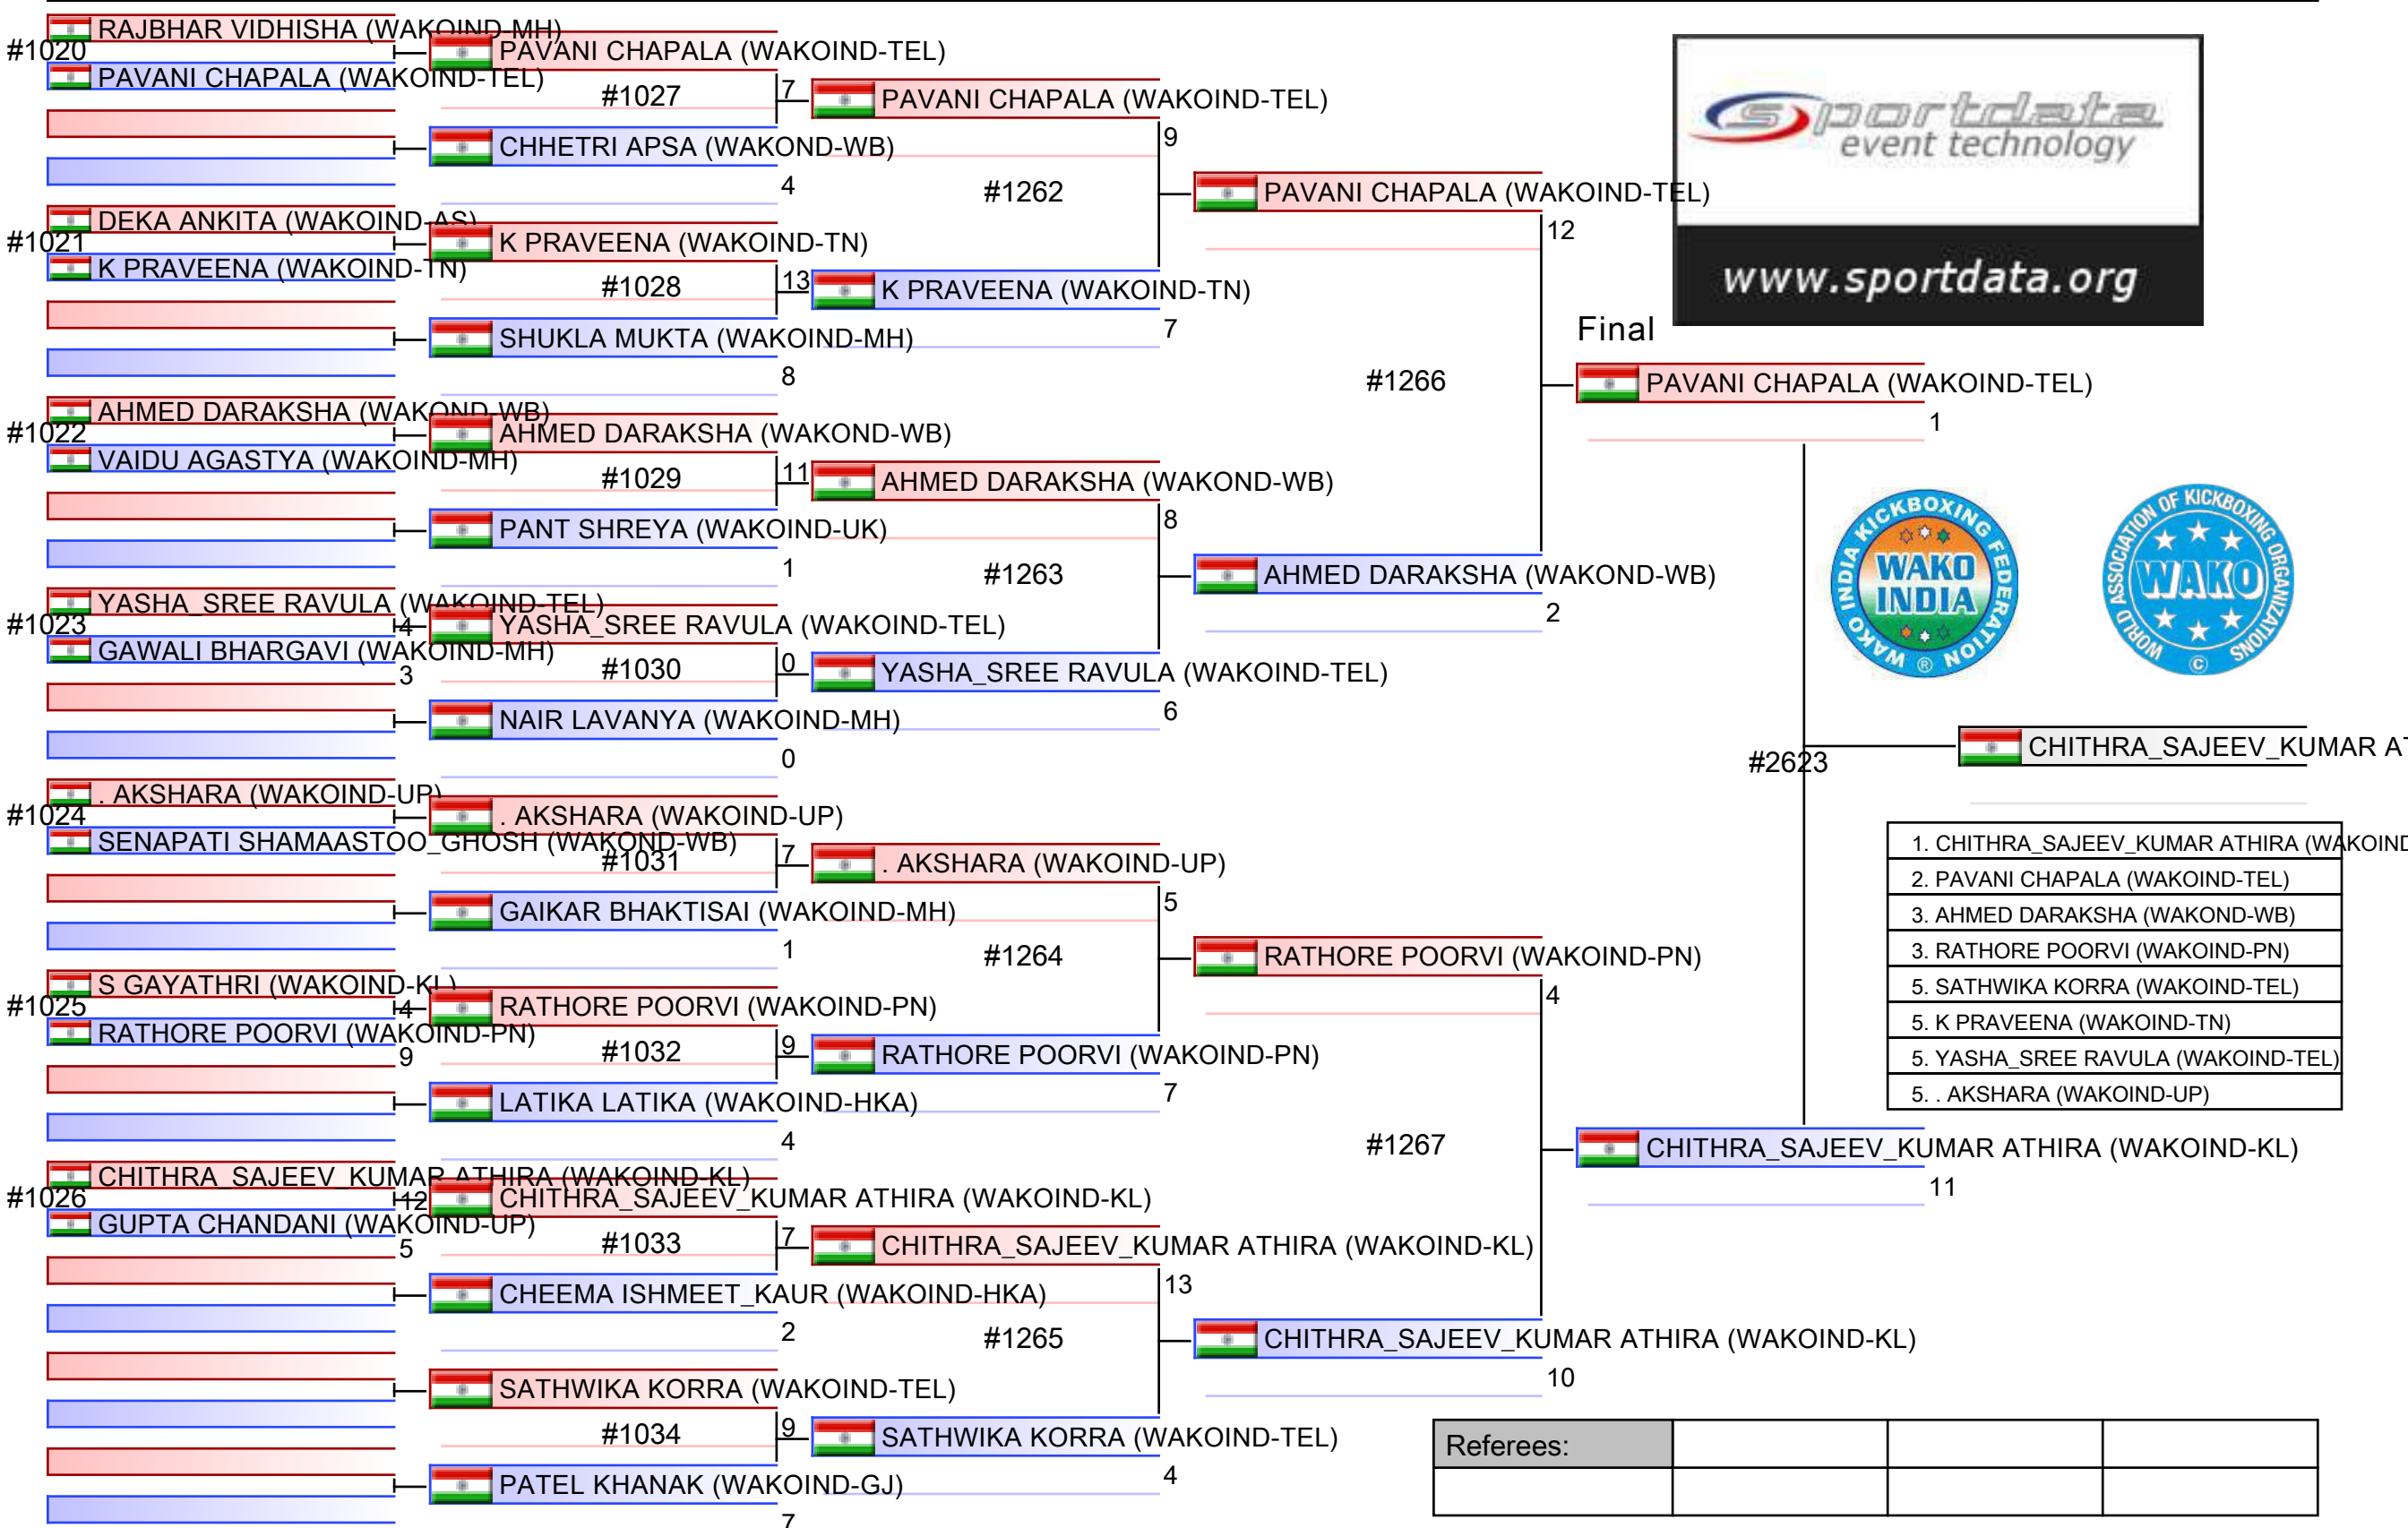 RAJBHAR VIDHISHA (WAKOIND-MH)
#1020
PAVANI CHAPALA (WAKOIND-TEL)
PAVANI CHAPALA (WAKOIND-TEL)
7
#1027
CHHETRI APSA (WAKOND-WB)
4
PAVANI CHAPALA (WAKOIND-TEL)
9
DEKA ANKITA (WAKOIND-AS)
#1021
K PRAVEENA (WAKOIND-TN)
K PRAVEENA (WAKOIND-TN)
13
#1028
SHUKLA MUKTA (WAKOIND-MH)
8
#1262
K PRAVEENA (WAKOIND-TN)
7
PAVANI CHAPALA (WAKOIND-TEL)
12
AHMED DARAKSHA (WAKOND-WB)
#1022
VAIDU AGASTYA (WAKOIND-MH)
AHMED DARAKSHA (WAKOND-WB)
11
#1029
PANT SHREYA (WAKOIND-UK)
1
AHMED DARAKSHA (WAKOND-WB)
8
YASHA_SREE RAVULA (WAKOIND-TEL)
4
#1023
GAWALI BHARGAVI (WAKOIND-MH)
3
YASHA_SREE RAVULA (WAKOIND-TEL)
0
#1030
NAIR LAVANYA (WAKOIND-MH)
0
#1263
YASHA_SREE RAVULA (WAKOIND-TEL)
6
#1266
AHMED DARAKSHA (WAKOND-WB)
2
. AKSHARA (WAKOIND-UP)
#1024
SENAPATI SHAMAASTOO_GHOSH (WAKOND-WB)
. AKSHARA (WAKOIND-UP)
7
#1031
GAIKAR BHAKTISAI (WAKOIND-MH)
1
. AKSHARA (WAKOIND-UP)
5
S GAYATHRI (WAKOIND-KL)
4
#1025
RATHORE POORVI (WAKOIND-PN)
9
RATHORE POORVI (WAKOIND-PN)
9
#1032
LATIKA LATIKA (WAKOIND-HKA)
4
#1264
RATHORE POORVI (WAKOIND-PN)
7
RATHORE POORVI (WAKOIND-PN)
4
CHITHRA_SAJEEV_KUMAR ATHIRA (WAKOIND-KL)
12
#1026
GUPTA CHANDANI (WAKOIND-UP)
5
CHITHRA_SAJEEV_KUMAR ATHIRA (WAKOIND-KL)
7
#1033
CHEEMA ISHMEET_KAUR (WAKOIND-HKA)
2
CHITHRA_SAJEEV_KUMAR ATHIRA (WAKOIND-KL)
13
SATHWIKA KORRA (WAKOIND-TEL)
9
#1034
PATEL KHANAK (WAKOIND-GJ)
7
#1265
SATHWIKA KORRA (WAKOIND-TEL)
4
#1267
CHITHRA_SAJEEV_KUMAR ATHIRA (WAKOIND-KL)
10
sportdata
event technology
www.sportdata.org
Final
PAVANI CHAPALA (WAKOIND-TEL)
1
WAKO INDIA KICKBOXING FEDERATION
WAKO
INDIA
®
WORLD ASSOCIATION OF KICKBOXING ORGANIZATIONS
WAKO
©
#2623
CHITHRA_SAJEEV_KUMAR AT
1. CHITHRA_SAJEEV_KUMAR ATHIRA (WAKOIND
2. PAVANI CHAPALA (WAKOIND-TEL)
3. AHMED DARAKSHA (WAKOND-WB)
3. RATHORE POORVI (WAKOIND-PN)
5. SATHWIKA KORRA (WAKOIND-TEL)
5. K PRAVEENA (WAKOIND-TN)
5. YASHA_SREE RAVULA (WAKOIND-TEL)
5. . AKSHARA (WAKOIND-UP)
CHITHRA_SAJEEV_KUMAR ATHIRA (WAKOIND-KL)
11
Referees: